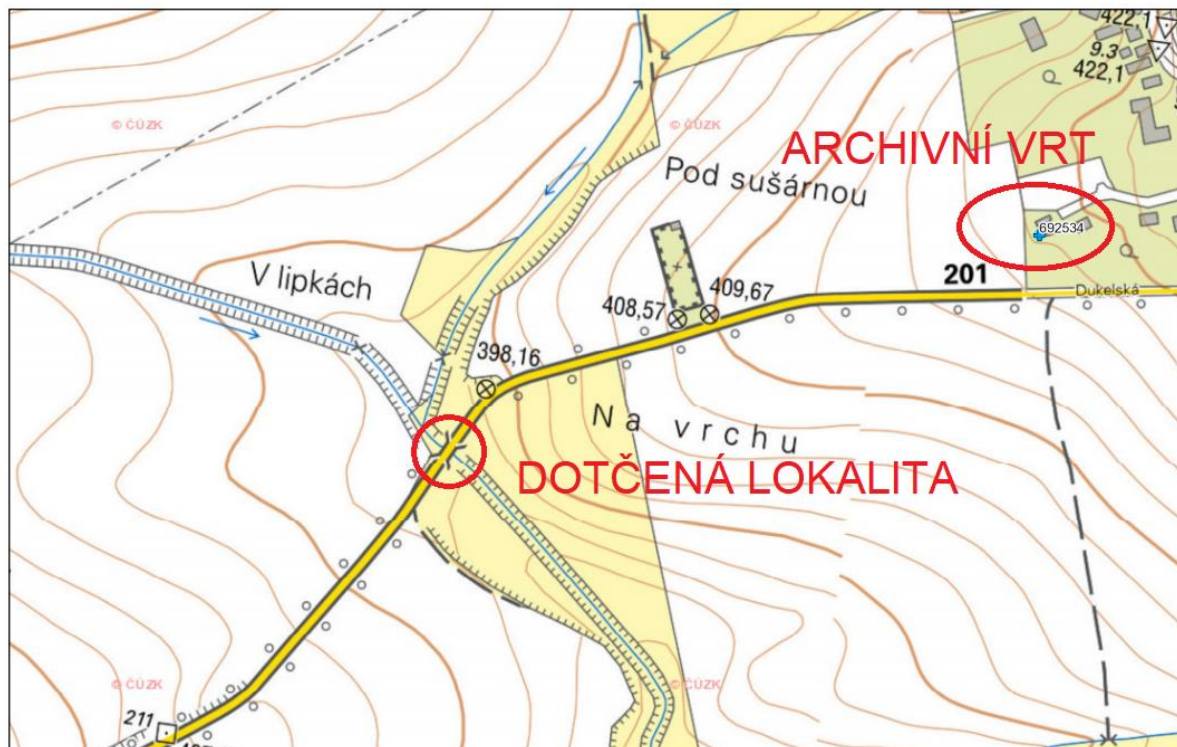 422,1
9.3
422,1
© ČÚZK
© ČÚZK
ARCHIVNÍ VRT
Pod sušárnou
692534
V lipkách
201
Dukelská
408,57
409,67
398,16
Na vrchu
DOTČENÁ LOKALITA
© ČÚZK
© ČÚZK
211